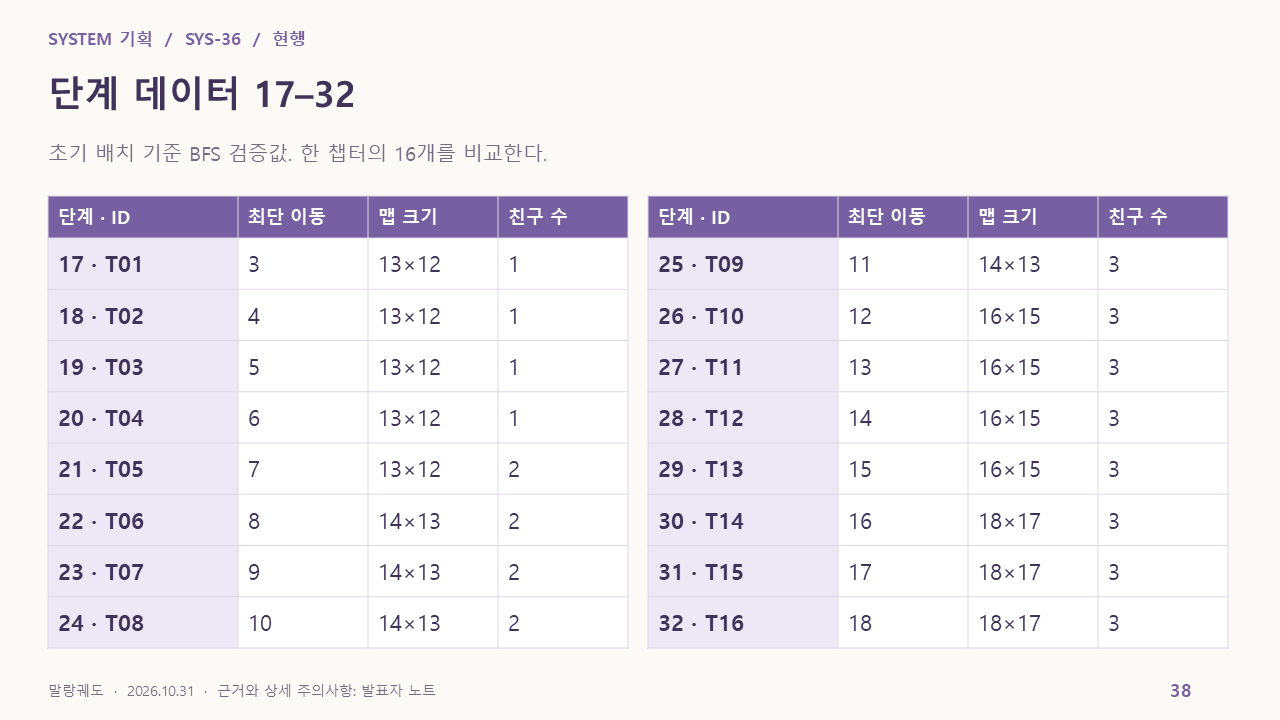 SYSTEM 기획 / SYS-36 / 현행
단계 데이터 17–32
초기 배치 기준 BFS 검증값. 한 챕터의 16개를 비교한다.
단계 · ID 최단 이동 맵 크기 친구 수
17 · T01 3 13×12 1
18 · T02 4 13×12 1
19 · T03 5 13×12 1
20 · T04 6 13×12 1
21 · T05 7 13×12 2
22 · T06 8 14×13 2
23 · T07 9 14×13 2
24 · T08 10 14×13 2
단계 · ID 최단 이동 맵 크기 친구 수
25 · T09 11 14×13 3
26 · T10 12 16×15 3
27 · T11 13 16×15 3
28 · T12 14 16×15 3
29 · T13 15 16×15 3
30 · T14 16 18×17 3
31 · T15 17 18×17 3
32 · T16 18 18×17 3
말랑궤도 · 2026.10.31 · 근거와 상세 주의사항: 발표자 노트
38